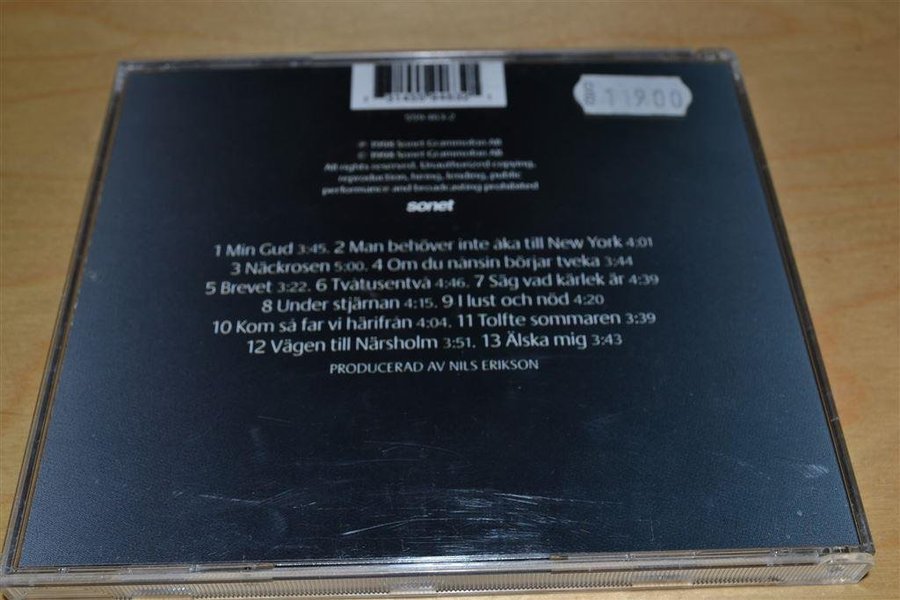 119.00
℗ 1998 Sonet Grammofon AB
© 1998 Sonet Grammofon AB
All rights reserved. Unauthorized copying,
reproduction, hiring, lending, public
performance and broadcasting prohibited
sonet
1 Min Gud 3:45. 2 Man behöver inte åka till New York 4:01
3 Näckrosen 5:00. 4 Om du nånsin börjar tveka 3:44
5 Brevet 3:22. 6 Tvåtusentvå 4:46. 7 Säg vad kärlek är 4:39
8 Under stjärnan 4:15. 9 I lust och nöd 4:20
10 Kom så far vi härifrån 4:04. 11 Tolfte sommaren 3:39
12 Vägen till Närsholm 3:51. 13 Älska mig 3:43
PRODUCERAD AV NILS ERIKSON